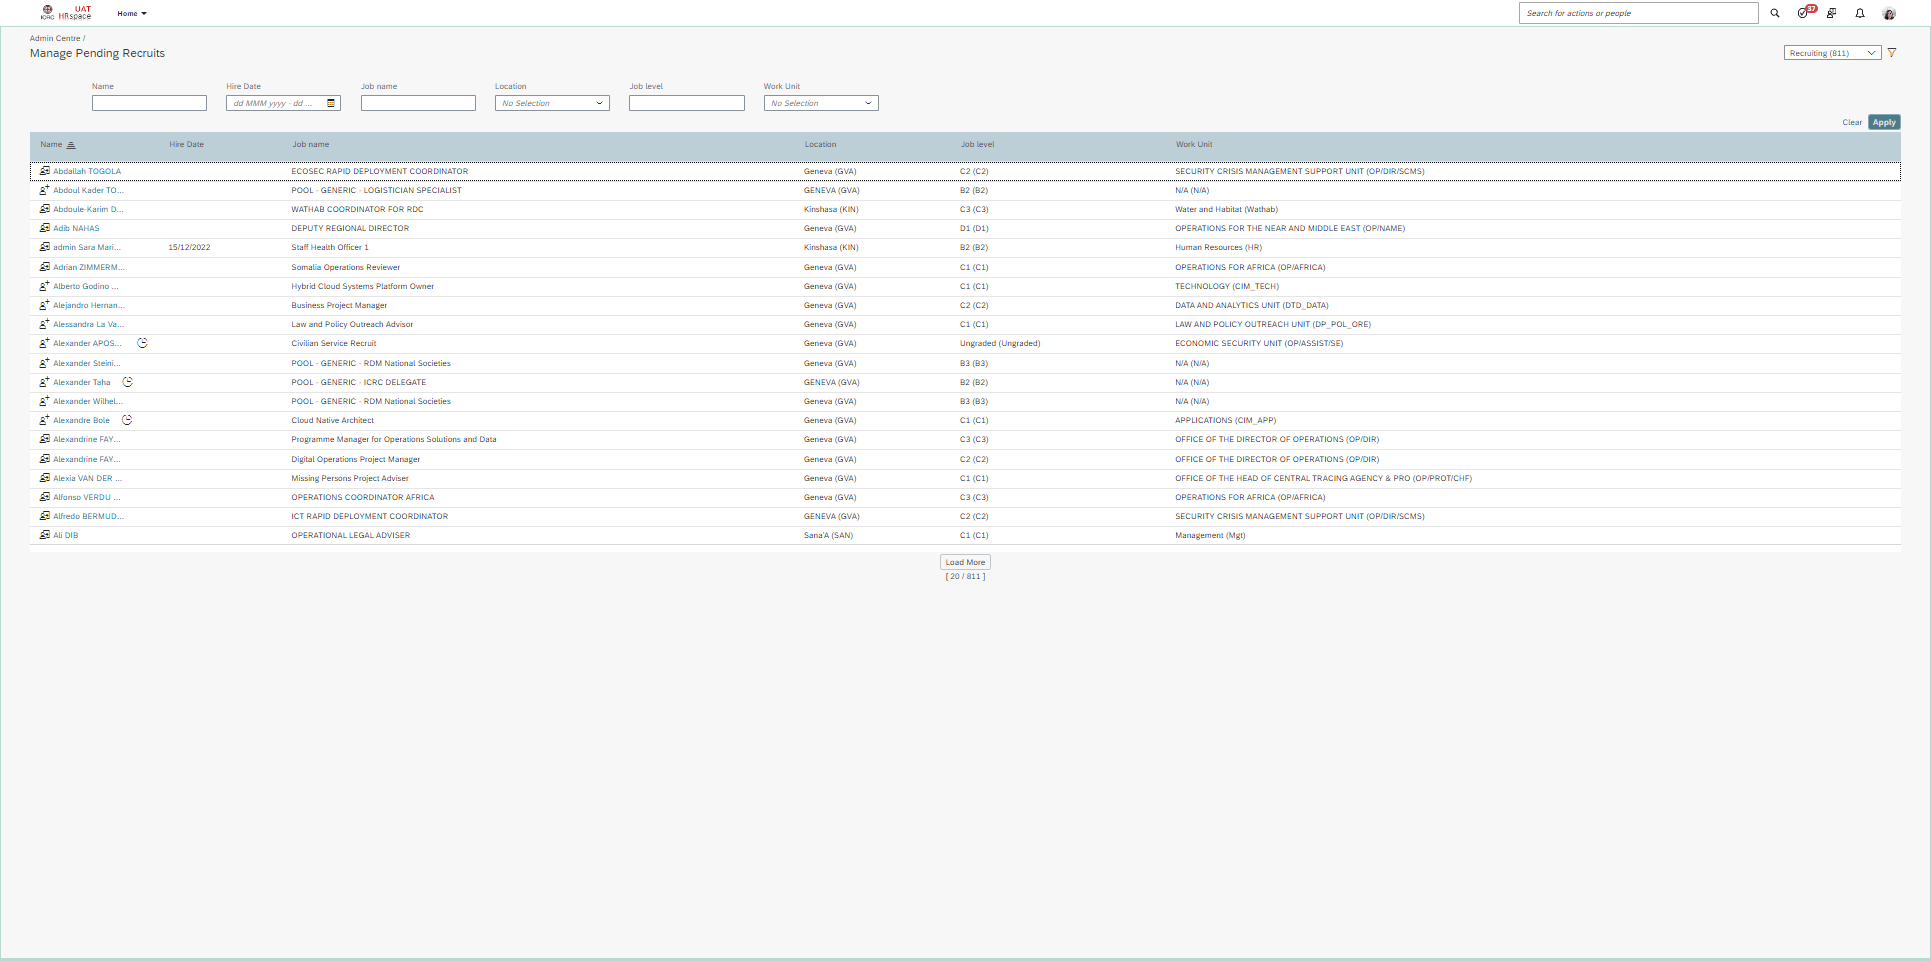 ICRC UAT HRspace Home Search for actions or people 37
Admin Centre /
Manage Pending Recruits Recruiting (811)
Name Hire Date Job name Location Job level Work Unit
dd MMM yyyy - dd ... No Selection No Selection
Clear Apply
Name Hire Date Job name Location Job level Work Unit
Abdallah TOGOLA ECOSEC RAPID DEPLOYMENT COORDINATOR Geneva (GVA) C2 (C2) SECURITY CRISIS MANAGEMENT SUPPORT UNIT (OP/DIR/SCMS)
Abdoul Kader TO... POOL - GENERIC - LOGISTICIAN SPECIALIST GENEVA (GVA) B2 (B2) N/A (N/A)
Abdoule-Karim D... WATHAB COORDINATOR FOR RDC Kinshasa (KIN) C3 (C3) Water and Habitat (Wathab)
Adib NAHAS DEPUTY REGIONAL DIRECTOR Geneva (GVA) D1 (D1) OPERATIONS FOR THE NEAR AND MIDDLE EAST (OP/NAME)
admin Sara Mari... 15/12/2022 Staff Health Officer 1 Kinshasa (KIN) B2 (B2) Human Resources (HR)
Adrian ZIMMERM... Somalia Operations Reviewer Geneva (GVA) C1 (C1) OPERATIONS FOR AFRICA (OP/AFRICA)
Alberto Godino ... Hybrid Cloud Systems Platform Owner Geneva (GVA) C1 (C1) TECHNOLOGY (CIM_TECH)
Alejandro Hernan... Business Project Manager Geneva (GVA) C2 (C2) DATA AND ANALYTICS UNIT (DTD_DATA)
Alessandra La Va... Law and Policy Outreach Advisor Geneva (GVA) C1 (C1) LAW AND POLICY OUTREACH UNIT (DP_POL_ORE)
Alexander APOS... Civilian Service Recruit Geneva (GVA) Ungraded (Ungraded) ECONOMIC SECURITY UNIT (OP/ASSIST/SE)
Alexander Steini... POOL - GENERIC - RDM National Societies Geneva (GVA) B3 (B3) N/A (N/A)
Alexander Taha POOL - GENERIC - ICRC DELEGATE GENEVA (GVA) B2 (B2) N/A (N/A)
Alexander Wilhel... POOL - GENERIC - RDM National Societies Geneva (GVA) B3 (B3) N/A (N/A)
Alexandre Bole Cloud Native Architect Geneva (GVA) C1 (C1) APPLICATIONS (CIM_APP)
Alexandrine FAY... Programme Manager for Operations Solutions and Data Geneva (GVA) C3 (C3) OFFICE OF THE DIRECTOR OF OPERATIONS (OP/DIR)
Alexandrine FAY... Digital Operations Project Manager Geneva (GVA) C2 (C2) OFFICE OF THE DIRECTOR OF OPERATIONS (OP/DIR)
Alexia VAN DER ... Missing Persons Project Adviser Geneva (GVA) C1 (C1) OFFICE OF THE HEAD OF CENTRAL TRACING AGENCY & PRO (OP/PROT/CHF)
Alfonso VERDU ... OPERATIONS COORDINATOR AFRICA Geneva (GVA) C3 (C3) OPERATIONS FOR AFRICA (OP/AFRICA)
Alfredo BERMUD... ICT RAPID DEPLOYMENT COORDINATOR GENEVA (GVA) C2 (C2) SECURITY CRISIS MANAGEMENT SUPPORT UNIT (OP/DIR/SCMS)
Ali DIB OPERATIONAL LEGAL ADVISER Sana'A (SAN) C1 (C1) Management (Mgt)
Load More
[ 20 / 811 ]